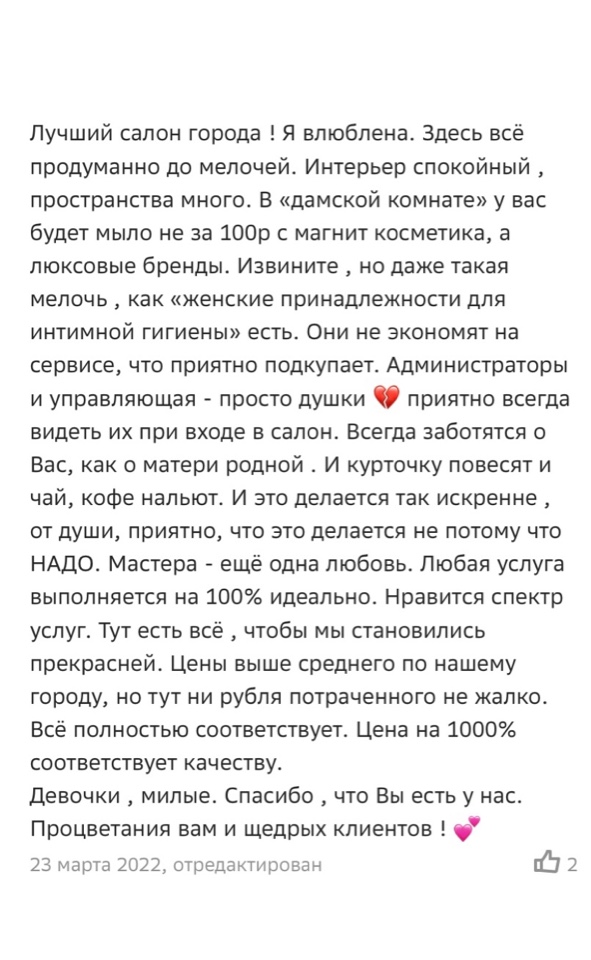 Лучший салон города ! Я влюблена. Здесь всё
продуманно до мелочей. Интерьер спокойный ,
пространства много. В «дамской комнате» у вас
будет мыло не за 100р с магнит косметика, а
люксовые бренды. Извините , но даже такая
мелочь , как «женские принадлежности для
интимной гигиены» есть. Они не экономят на
сервисе, что приятно подкупает. Администраторы
и управляющая - просто душки 💔 приятно всегда
видеть их при входе в салон. Всегда заботятся о
Вас, как о матери родной . И курточку повесят и
чай, кофе нальют. И это делается так искренне ,
от души, приятно, что это делается не потому что
НАДО. Мастера - ещё одна любовь. Любая услуга
выполняется на 100% идеально. Нравится спектр
услуг. Тут есть всё , чтобы мы становились
прекрасней. Цены выше среднего по нашему
городу, но тут ни рубля потраченного не жалко.
Всё полностью соответствует. Цена на 1000%
соответствует качеству.
Девочки , милые. Спасибо , что Вы есть у нас.
Процветания вам и щедрых клиентов ! 💕
23 марта 2022, отредактирован
2